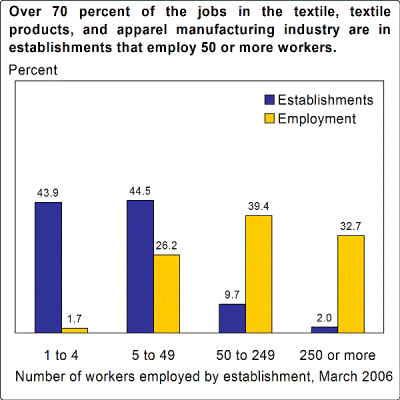 Over 70 percent of the jobs in the textile, textile
products, and apparel manufacturing industry are in
establishments that employ 50 or more workers.
Percent
Establishments
Employment
43.9
44.5
39.4
32.7
26.2
9.7
1.7
2.0
1 to 4 5 to 49 50 to 249 250 or more
Number of workers employed by establishment, March 2006